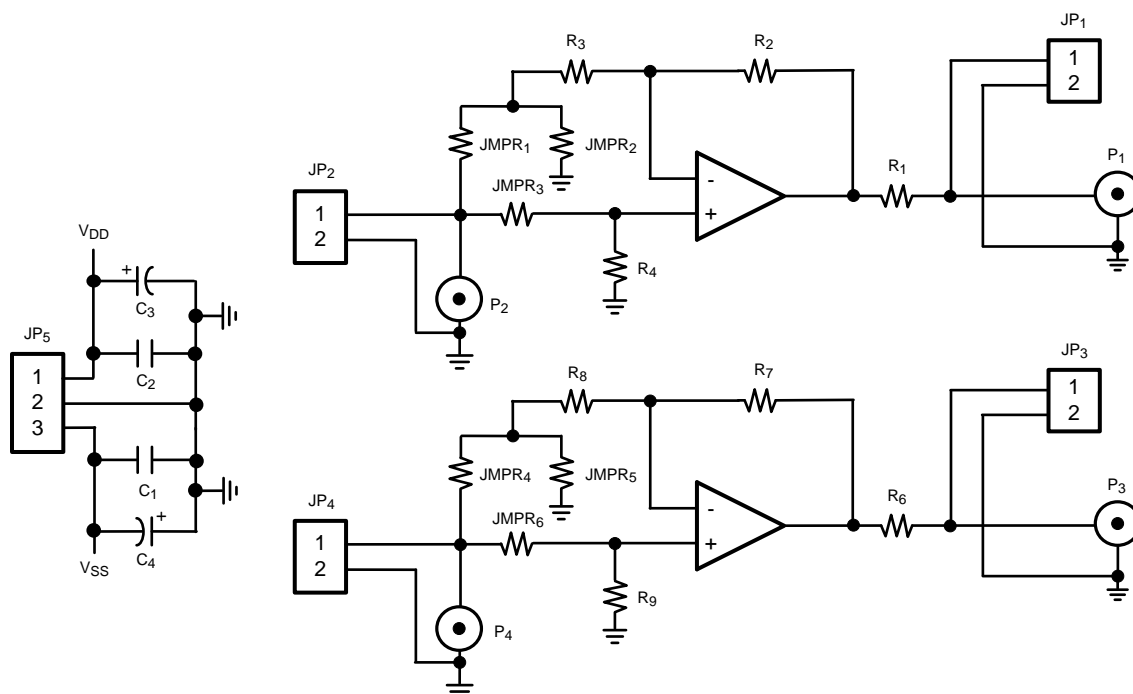 JP1
1
2
R3
R2
JMPR1
JMPR2
P1
JP2
JMPR3
R1
-
+
1
2
VDD
R4
+
C3
P2
JP5
1
2
3
C2
JP3
1
2
R8
R7
C1
JMPR4
JMPR5
P3
JP4
JMPR6
R6
-
+
1
2
+
C4
VSS
R9
P4